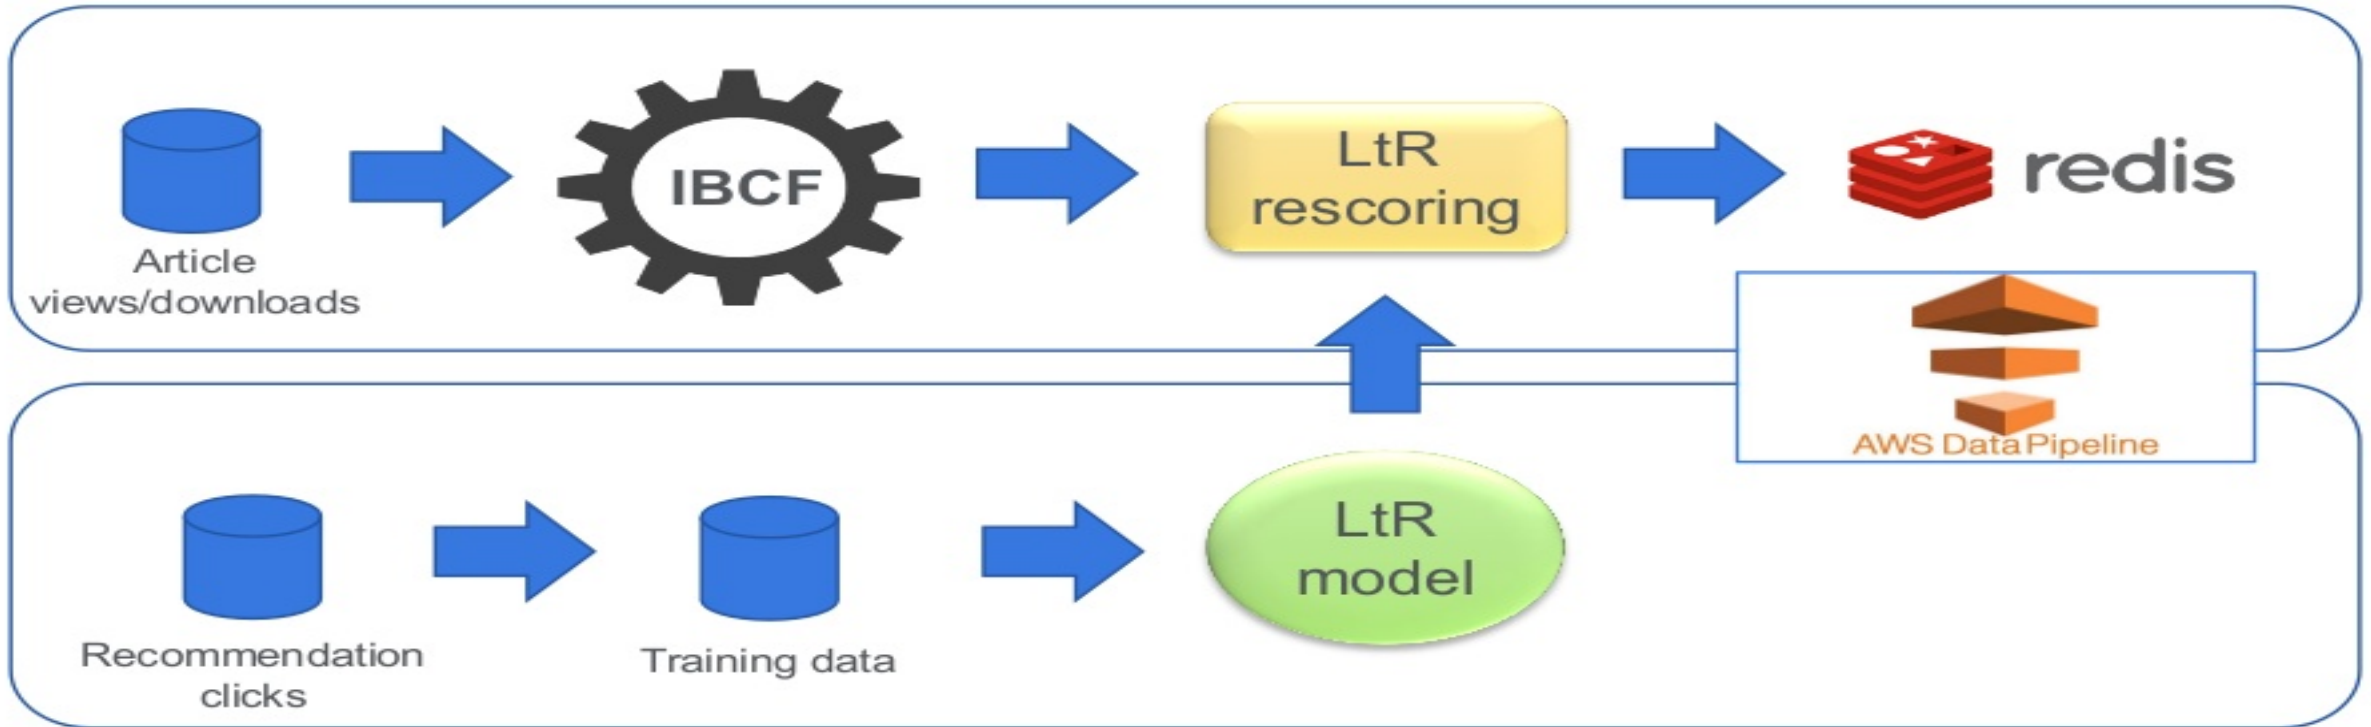 IBCF
LtR
rescoring
redis
Article
views/downloads
AWS Data Pipeline
LtR
model
Recommendation
clicks
Training data